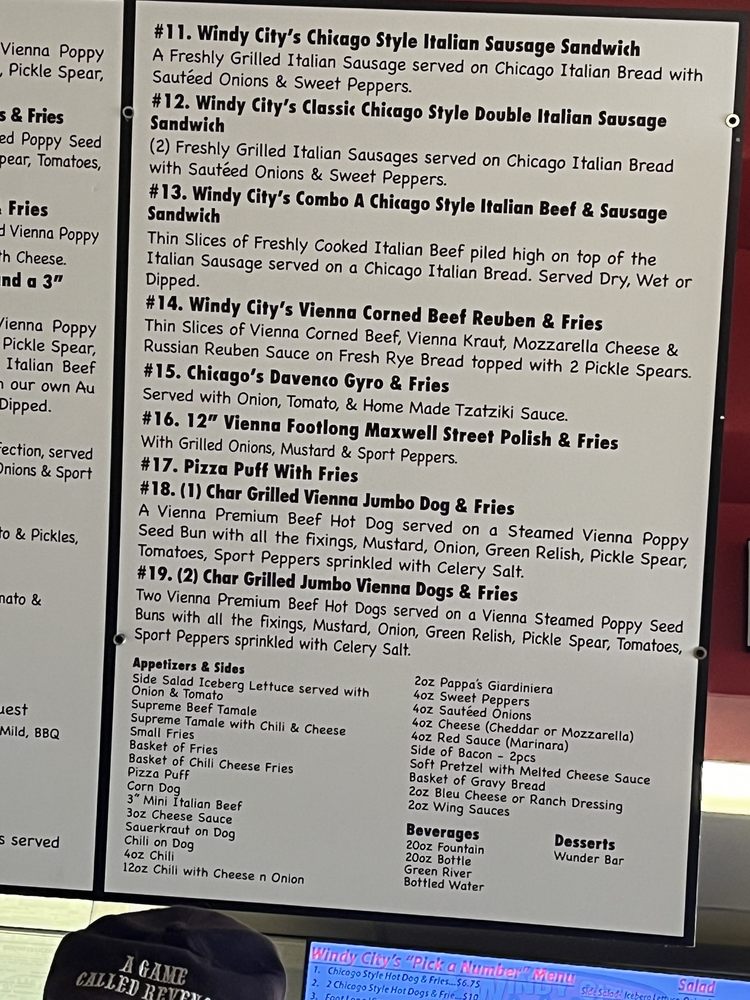 Vienna Poppy
, Pickle Spear,
s & Fries
ed Poppy Seed
pear, Tomatoes,
& Fries
d Vienna Poppy
th Cheese.
nd a 3"
Vienna Poppy
Pickle Spear,
Italian Beef
n our own Au
Dipped.
fection, served
Onions & Sport
to & Pickles,
mato &
uest
Mild, BBQ
s served
#11. Windy City's Chicago Style Italian Sausage Sandwich
A Freshly Grilled Italian Sausage served on Chicago Italian Bread with
Sautéed Onions & Sweet Peppers.
#12. Windy City's Classic Chicago Style Double Italian Sausage
Sandwich
(2) Freshly Grilled Italian Sausages served on Chicago Italian Bread
with Sautéed Onions & Sweet Peppers.
#13. Windy City's Combo A Chicago Style Italian Beef & Sausage
Sandwich
Thin Slices of Freshly Cooked Italian Beef piled high on top of the
Italian Sausage served on a Chicago Italian Bread. Served Dry, Wet or
Dipped.
#14. Windy City's Vienna Corned Beef Reuben & Fries
Thin Slices of Vienna Corned Beef, Vienna Kraut, Mozzarella Cheese &
Russian Reuben Sauce on Fresh Rye Bread topped with 2 Pickle Spears.
#15. Chicago's Davenco Gyro & Fries
Served with Onion, Tomato, & Home Made Tzatziki Sauce.
#16. 12" Vienna Footlong Maxwell Street Polish & Fries
With Grilled Onions, Mustard & Sport Peppers.
#17. Pizza Puff With Fries
#18. (1) Char Grilled Vienna Jumbo Dog & Fries
A Vienna Premium Beef Hot Dog served on a Steamed Vienna Poppy
Seed Bun with all the fixings, Mustard, Onion, Green Relish, Pickle Spear,
Tomatoes, Sport Peppers sprinkled with Celery Salt.
#19. (2) Char Grilled Jumbo Vienna Dogs & Fries
Two Vienna Premium Beef Hot Dogs served on a Vienna Steamed Poppy Seed
Buns with all the fixings, Mustard, Onion, Green Relish, Pickle Spear, Tomatoes,
Sport Peppers sprinkled with Celery Salt.
Appetizers & Sides
Side Salad Iceberg Lettuce served with
Onion & Tomato
Supreme Beef Tamale
Supreme Tamale with Chili & Cheese
Small Fries
Basket of Fries
Basket of Chili Cheese Fries
Pizza Puff
Corn Dog
3" Mini Italian Beef
3oz Cheese Sauce
Sauerkraut on Dog
Chili on Dog
4oz Chili
12oz Chili with Cheese n Onion
2oz Pappa's Giardiniera
4oz Sweet Peppers
4oz Sautéed Onions
4oz Cheese (Cheddar or Mozzarella)
4oz Red Sauce (Marinara)
Side of Bacon - 2pcs
Soft Pretzel with Melted Cheese Sauce
Basket of Gravy Bread
2oz Bleu Cheese or Ranch Dressing
2oz Wing Sauces
Beverages
20oz Fountain
20oz Bottle
Green River
Bottled Water
Desserts
Wunder Bar
A GAME
CALLED REVEN
Windy City's "Pick a Number" Menu
1. Chicago Style Hot Dog & Fries...$6.75
2. 2 Chicago Style Hot Dogs & Frie...$10
3.
Salad
Side Salad: Iceberg